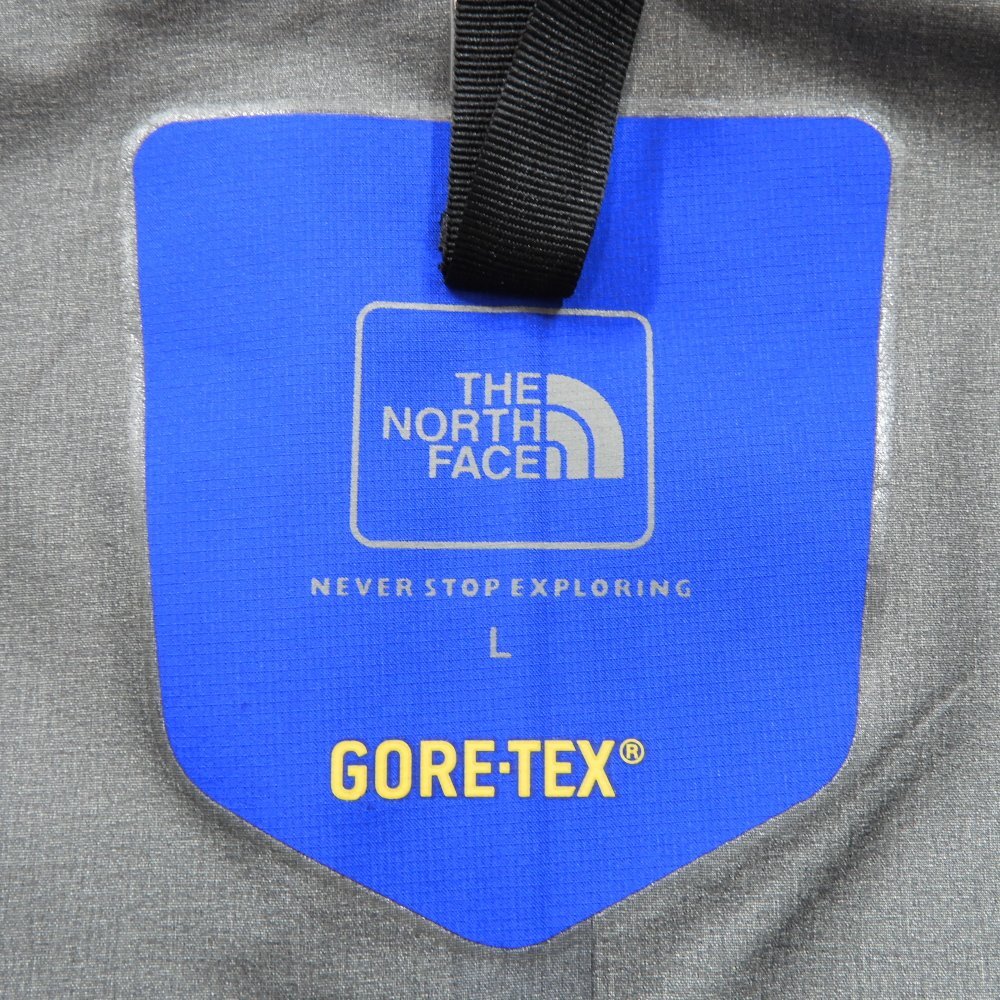 THE
NORTH
FACE
NEVER STOP EXPLORING
L
GORE-TEX®